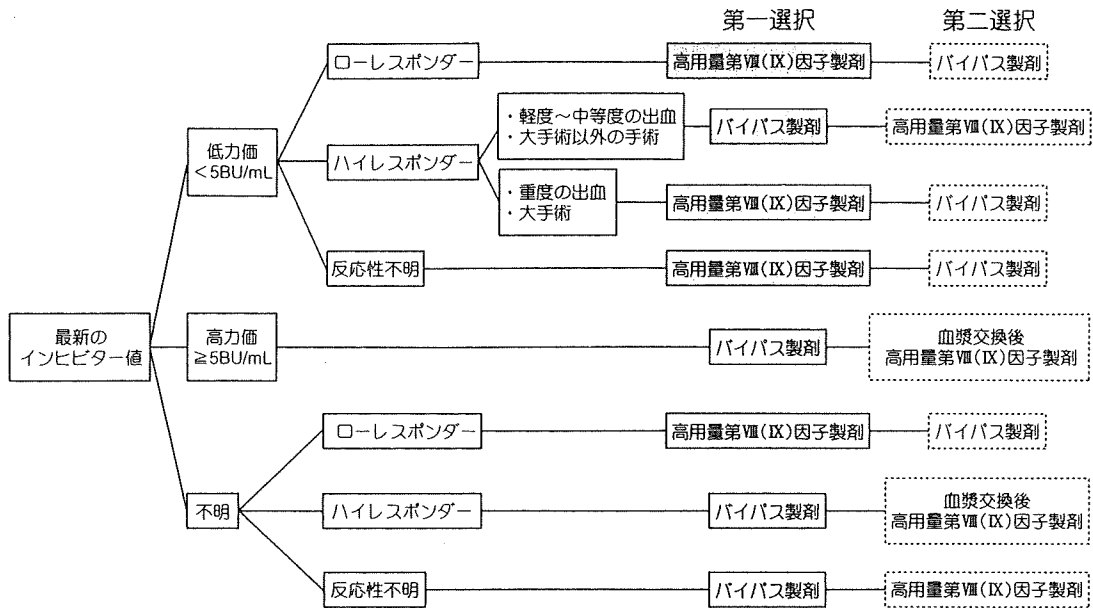 第一選択
第二選択
ローレスポンダー
高用量第Ⅷ(Ⅸ)因子製剤
バイパス製剤
低力価
<5BU/mL
ハイレスポンダー
・軽度～中等度の出血
・大手術以外の手術
バイパス製剤
高用量第Ⅷ(Ⅸ)因子製剤
・重度の出血
・大手術
高用量第Ⅷ(Ⅸ)因子製剤
バイパス製剤
反応性不明
高用量第Ⅷ(Ⅸ)因子製剤
バイパス製剤
最新の
インヒビター値
高力価
≧5BU/mL
バイパス製剤
血漿交換後
高用量第Ⅷ(Ⅸ)因子製剤
不明
ローレスポンダー
高用量第Ⅷ(Ⅸ)因子製剤
バイパス製剤
ハイレスポンダー
バイパス製剤
血漿交換後
高用量第Ⅷ(Ⅸ)因子製剤
反応性不明
バイパス製剤
高用量第Ⅷ(Ⅸ)因子製剤